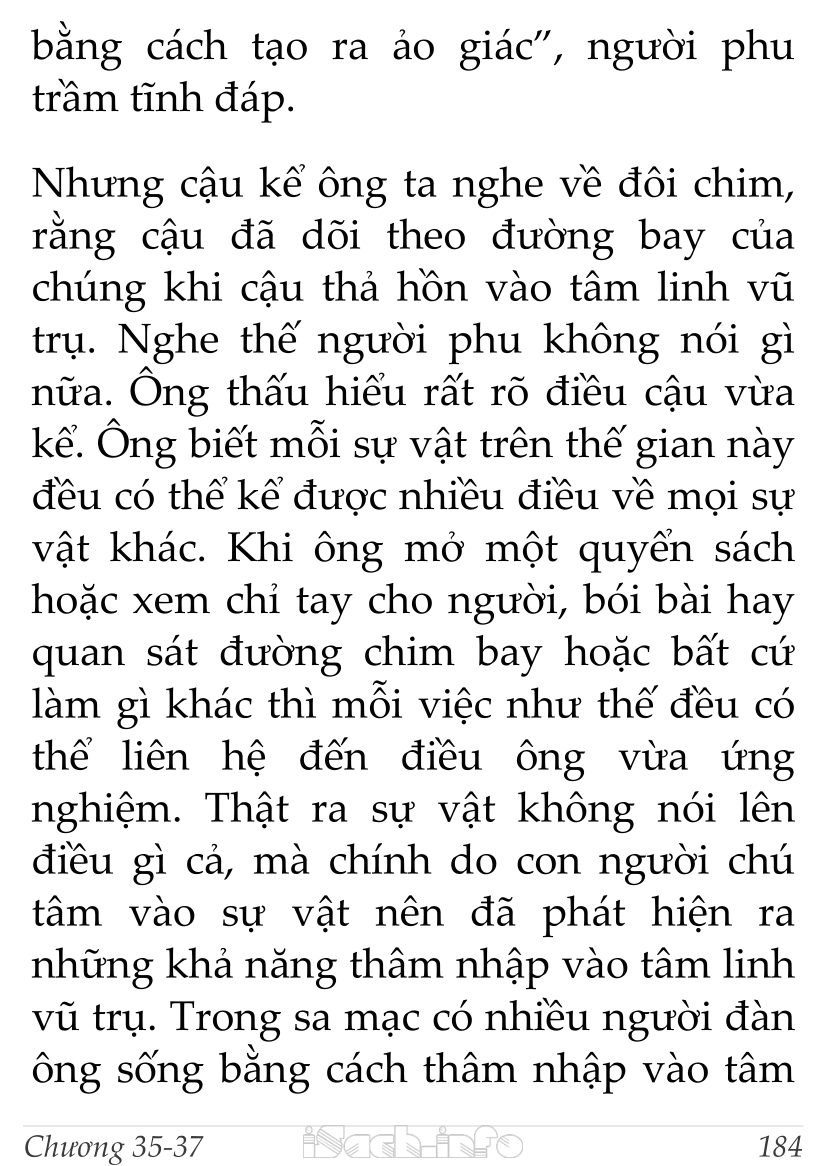 bằng cách tạo ra ảo giác”, người phu
trầm tĩnh đáp.
Nhưng cậu kể ông ta nghe về đôi chim,
rằng cậu đã dõi theo đường bay của
chúng khi cậu thả hồn vào tâm linh vũ
trụ. Nghe thế người phu không nói gì
nữa. Ông thấu hiểu rất rõ điều cậu vừa
kể. Ông biết mỗi sự vật trên thế gian này
đều có thể kể được nhiều điều về mọi sự
vật khác. Khi ông mở một quyển sách
hoặc xem chỉ tay cho người, bói bài hay
quan sát đường chim bay hoặc bất cứ
làm gì khác thì mỗi việc như thế đều có
thể liên hệ đến điều ông vừa ứng
nghiệm. Thật ra sự vật không nói lên
điều gì cả, mà chính do con người chú
tâm vào sự vật nên đã phát hiện ra
những khả năng thâm nhập vào tâm linh
vũ trụ. Trong sa mạc có nhiều người đàn
ông sống bằng cách thâm nhập vào tâm
Chương 35-37 iSach.info 184